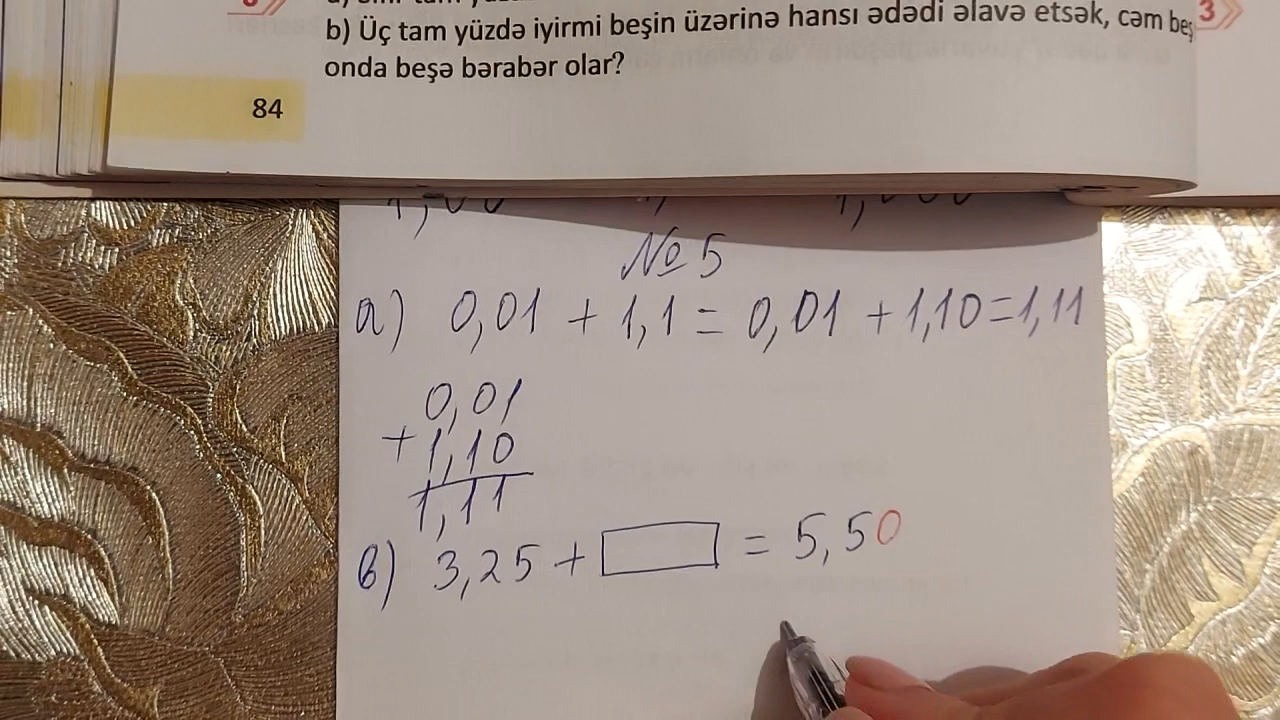 b) Üç tam yüzdə iyirmi beşin üzərinə hansı ədədi əlavə etsək, cəm beş
3
onda beşə bərabər olar?
84
№ 5
a) 0,01 + 1,1 = 0,01 + 1,10 = 1,11
0,01
+ 1,10
1,11
в) 3,25 + = 5,50